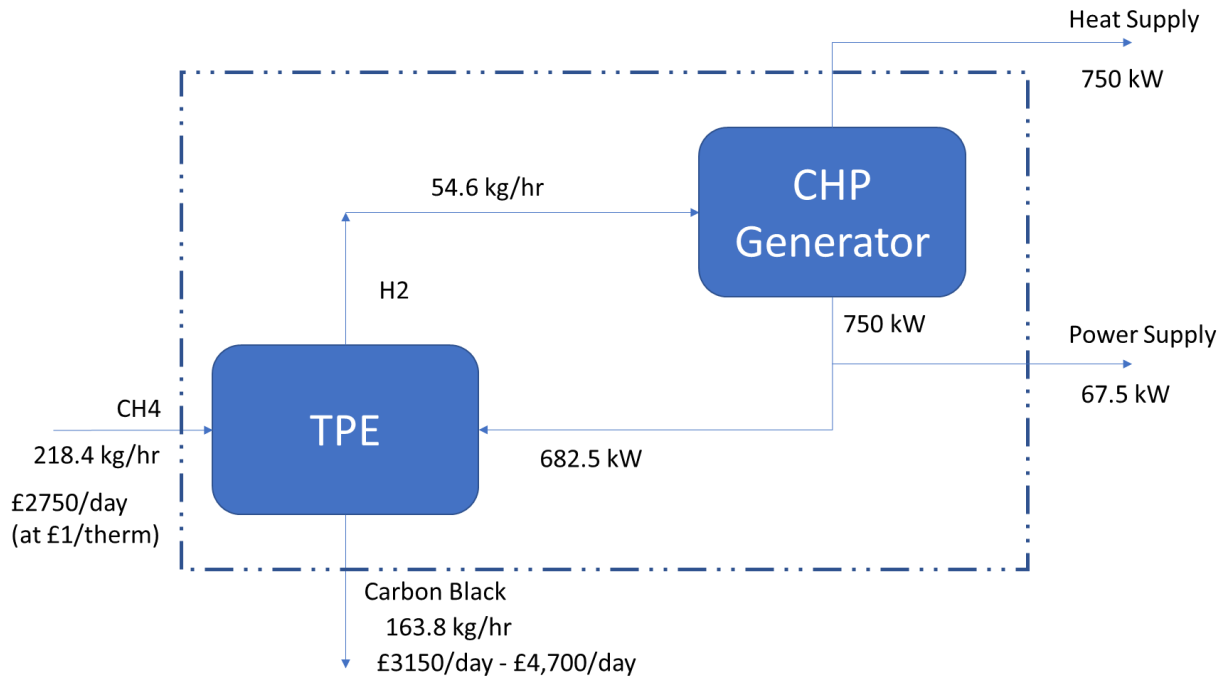 Heat Supply
750 kW
CHP
Generator
54.6 kg/hr
H2
750 kW
Power Supply
67.5 kW
CH4
218.4 kg/hr
£2750/day
(at £1/therm)
TPE
682.5 kW
Carbon Black
163.8 kg/hr
£3150/day - £4,700/day